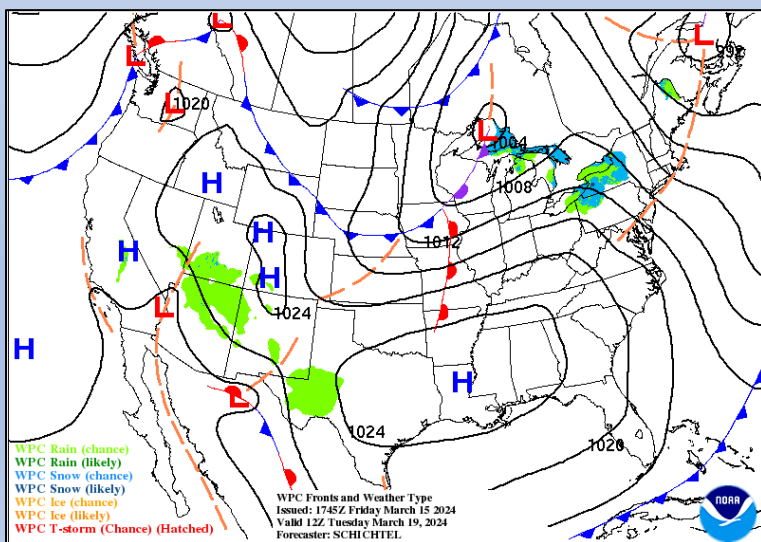 L
L
L
992
L
1020
L
1004
H
1008
H
H
1012
H
L
1024
H
H
L
1024
1020
WPC Rain (chance)
WPC Rain (likely)
WPC Snow (chance)
WPC Snow (likely)
WPC Ice (chance)
WPC Ice (likely)
WPC T-storm (Chance) (Hatched)
WPC Fronts and Weather Type
Issued: 1745Z Friday March 15 2024
Valid 12Z Tuesday March 19, 2024
Forecaster: SCHICHTEL
NOAA